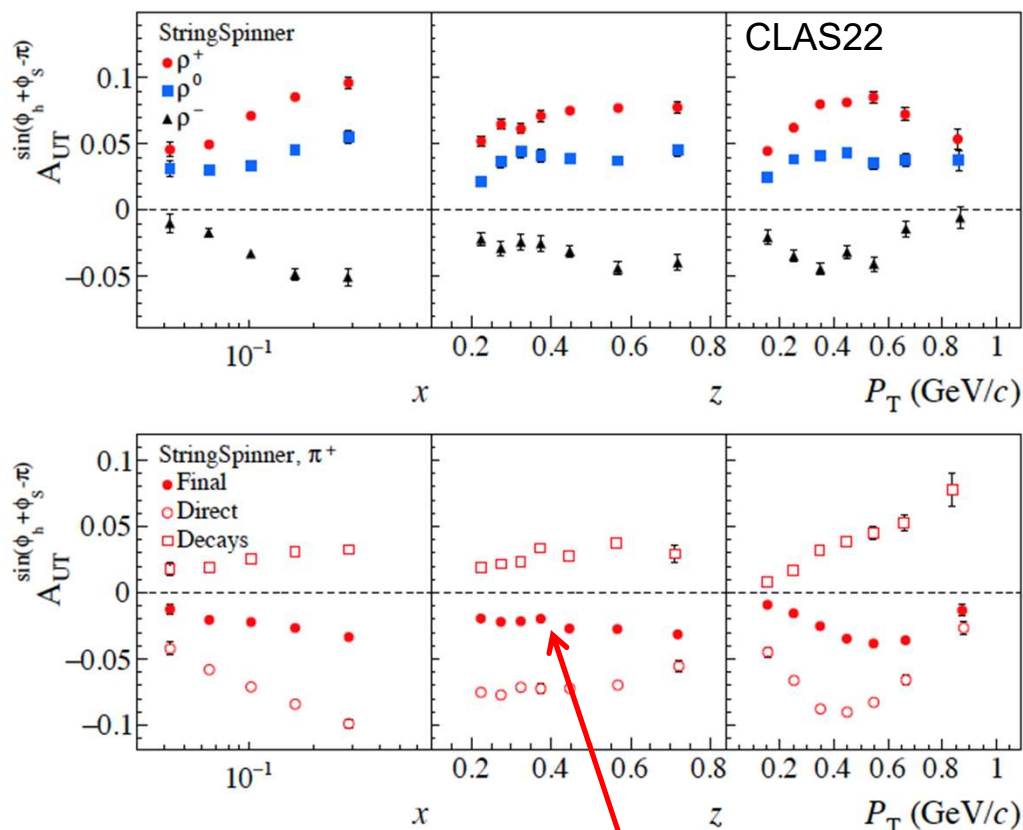 StringSpinner
ρ⁺
ρ⁰
ρ⁻
CLAS22
A_UT^sin(ϕ_h+ϕ_S-π)
0.1
0.05
0
−0.05
10⁻¹
0.2 0.4 0.6 0.8
0.2 0.4 0.6 0.8 1
x
z
P_T (GeV/c)
StringSpinner, π⁺
Final
Direct
Decays
A_UT^sin(ϕ_h+ϕ_S-π)
0.1
0.05
0
−0.05
−0.1
10⁻¹
0.2 0.4 0.6 0.8
0.2 0.4 0.6 0.8 1
x
z
P_T (GeV/c)